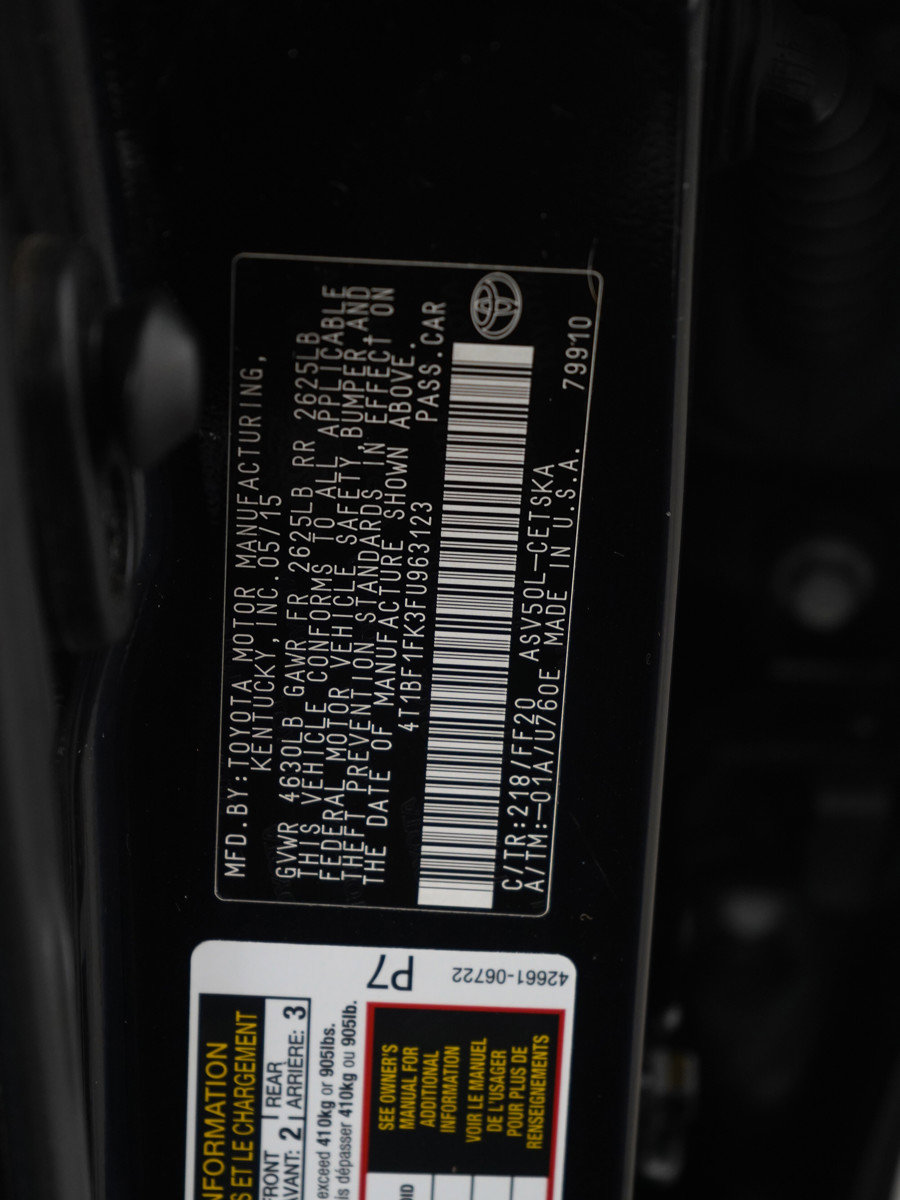 MFD.BY:TOYOTA MOTOR MANUFACTURING,
KENTUCKY,INC.05/15
GVWR 4630LB GAWR FR 2625LB RR 2625LB
THIS VEHICLE CONFORMS TO ALL APPLICABLE
FEDERAL MOTOR VEHICLE SAFETY,BUMPER,AND
THEFT PREVENTION STANDARDS IN EFFECT ON
THE DATE OF MANUFACTURE SHOWN ABOVE.
4T1BF1FK3FU963123 PASS.CAR
C/TR:218/FF20 ASV50L-CETSKA
A/TM:-01A/U760E MADE IN U.S.A. 79910
NFORMATION
S ET LE CHARGEMENT
FRONT
AVANT: 2
REAR
ARRIÈRE: 3
exceed 410kg or 905lbs.
is dépasser 410kg ou 905lb.
P7
42661-06722
SEE OWNER'S
MANUAL FOR
ADDITIONAL
INFORMATION
VOIR LE MANUEL
DE L'USAGER
POUR PLUS DE
RENSEIGNEMENTS